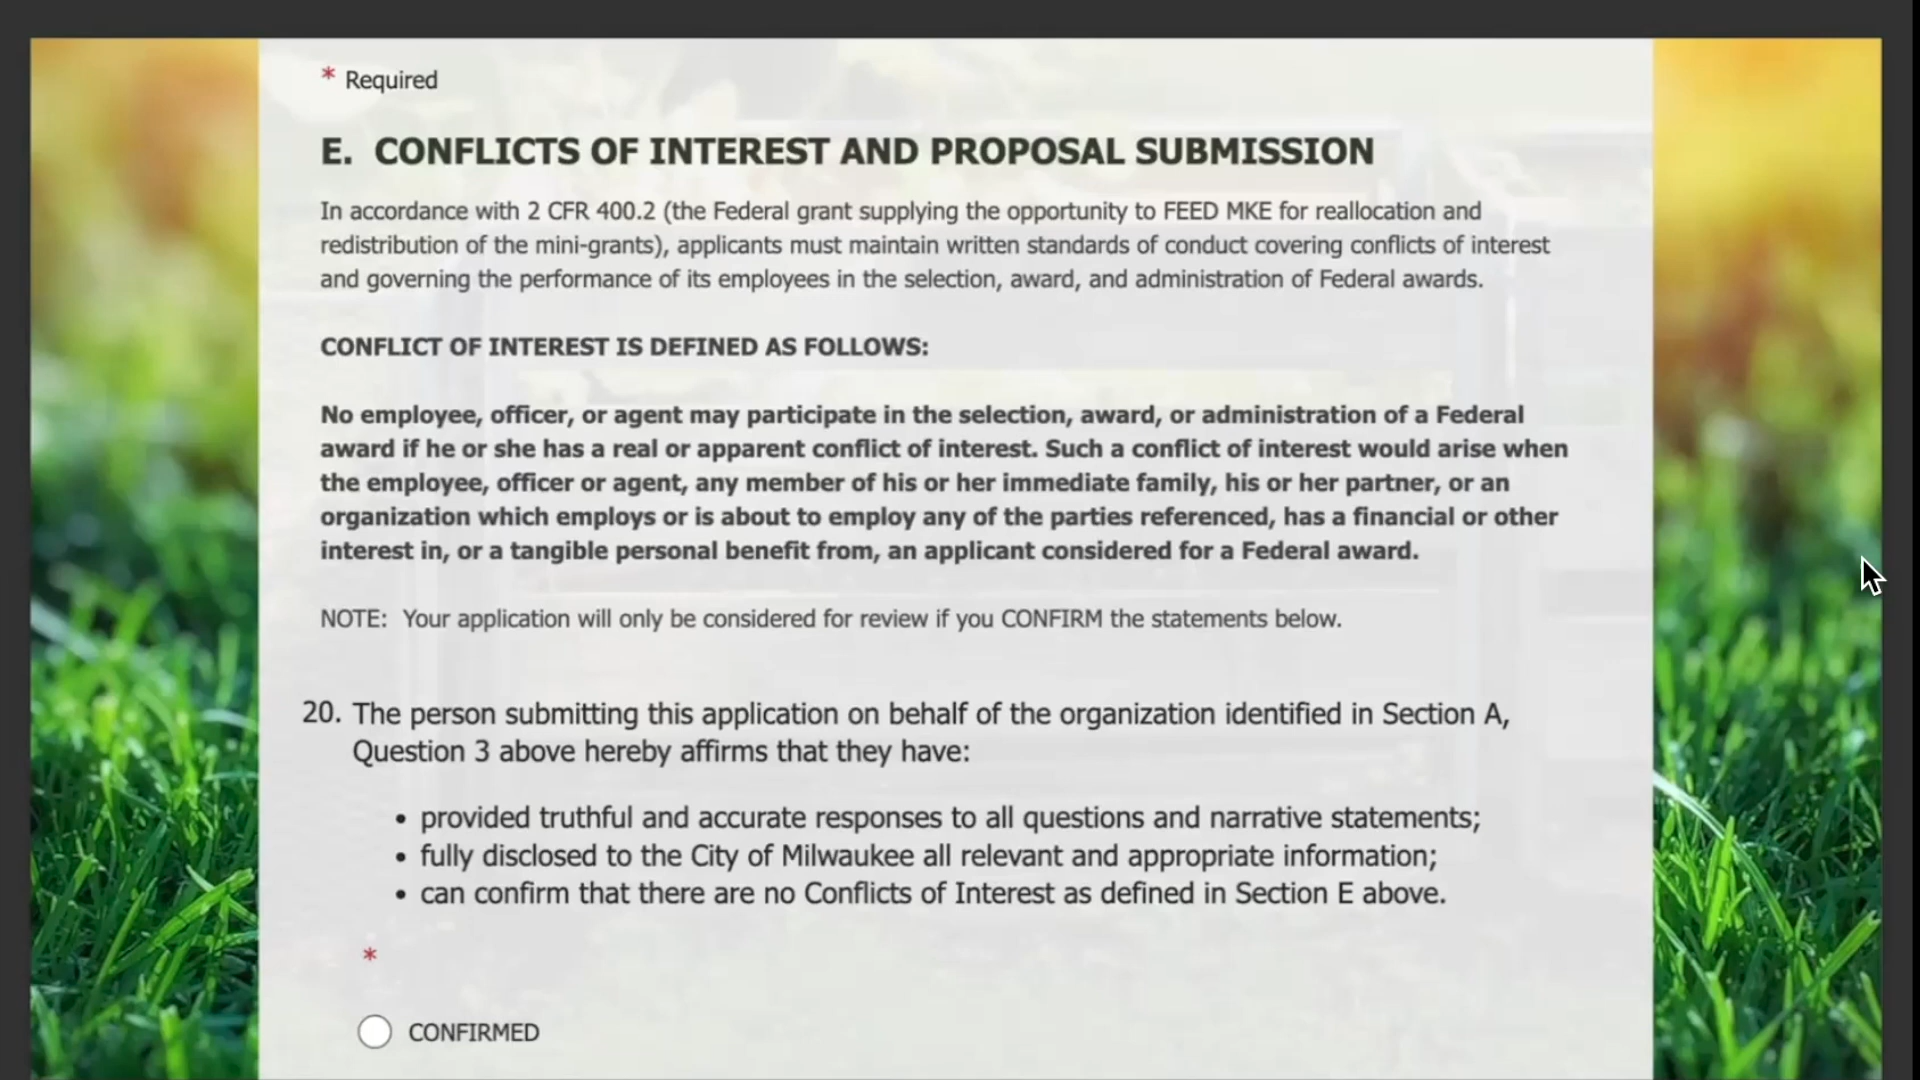 * Required
E. CONFLICTS OF INTEREST AND PROPOSAL SUBMISSION
In accordance with 2 CFR 400.2 (the Federal grant supplying the opportunity to FEED MKE for reallocation and
redistribution of the mini-grants), applicants must maintain written standards of conduct covering conflicts of interest
and governing the performance of its employees in the selection, award, and administration of Federal awards.
CONFLICT OF INTEREST IS DEFINED AS FOLLOWS:
No employee, officer, or agent may participate in the selection, award, or administration of a Federal
award if he or she has a real or apparent conflict of interest. Such a conflict of interest would arise when
the employee, officer or agent, any member of his or her immediate family, his or her partner, or an
organization which employs or is about to employ any of the parties referenced, has a financial or other
interest in, or a tangible personal benefit from, an applicant considered for a Federal award.
NOTE: Your application will only be considered for review if you CONFIRM the statements below.
20. The person submitting this application on behalf of the organization identified in Section A,
Question 3 above hereby affirms that they have:
• provided truthful and accurate responses to all questions and narrative statements;
• fully disclosed to the City of Milwaukee all relevant and appropriate information;
• can confirm that there are no Conflicts of Interest as defined in Section E above.
*
CONFIRMED